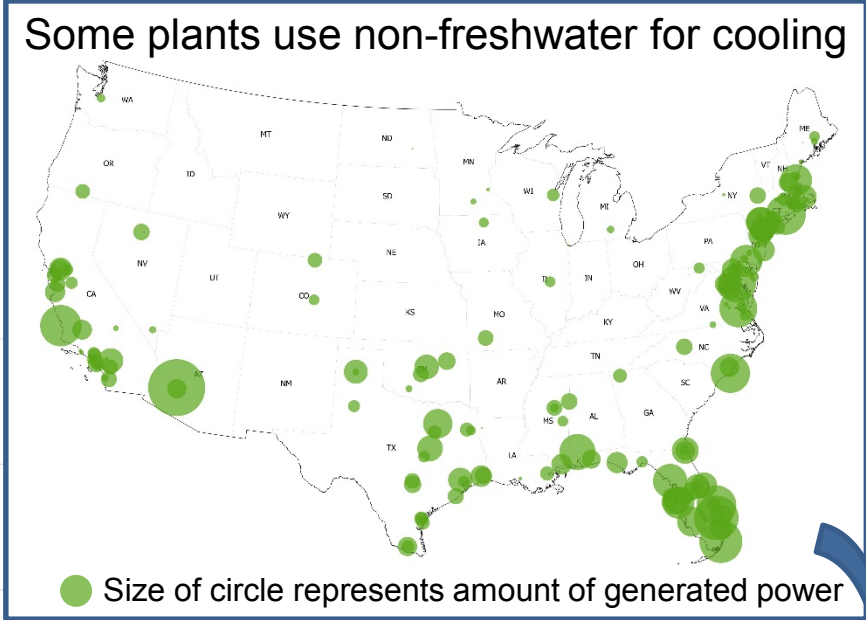 Some plants use non-freshwater for cooling
WA
MT
ND
ME
MN
VT
NH
OR
ID
WI
NY
SD
MI
WY
CT
IA
PA
NE
NV
OH
UT
IL
IN
CO
CA
WV
VA
KS
MO
KY
NC
TN
OK
AZ
NM
AR
SC
MS
AL
GA
TX
LA
Size of circle represents amount of generated power